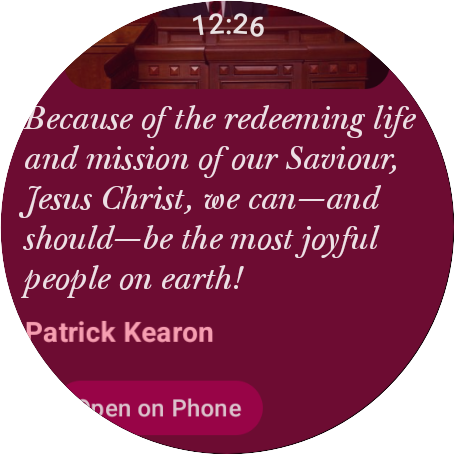 12:26
Because of the redeeming life
and mission of our Saviour,
Jesus Christ, we can—and
should—be the most joyful
people on earth!
Patrick Kearon
Open on Phone